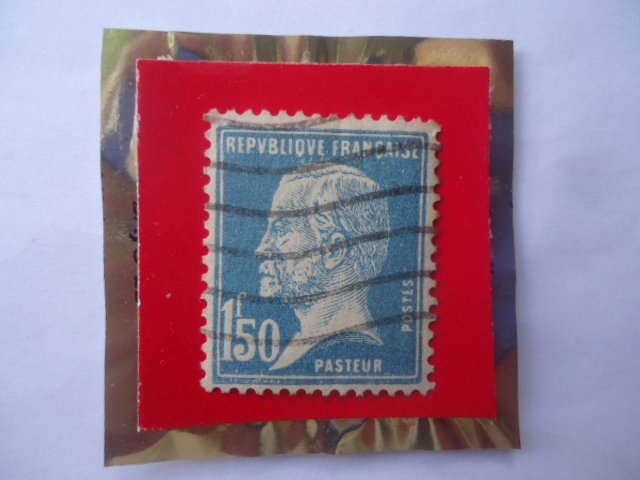 REPVBLIQVE·FRANÇAISE
POSTES
1f50
PASTEUR